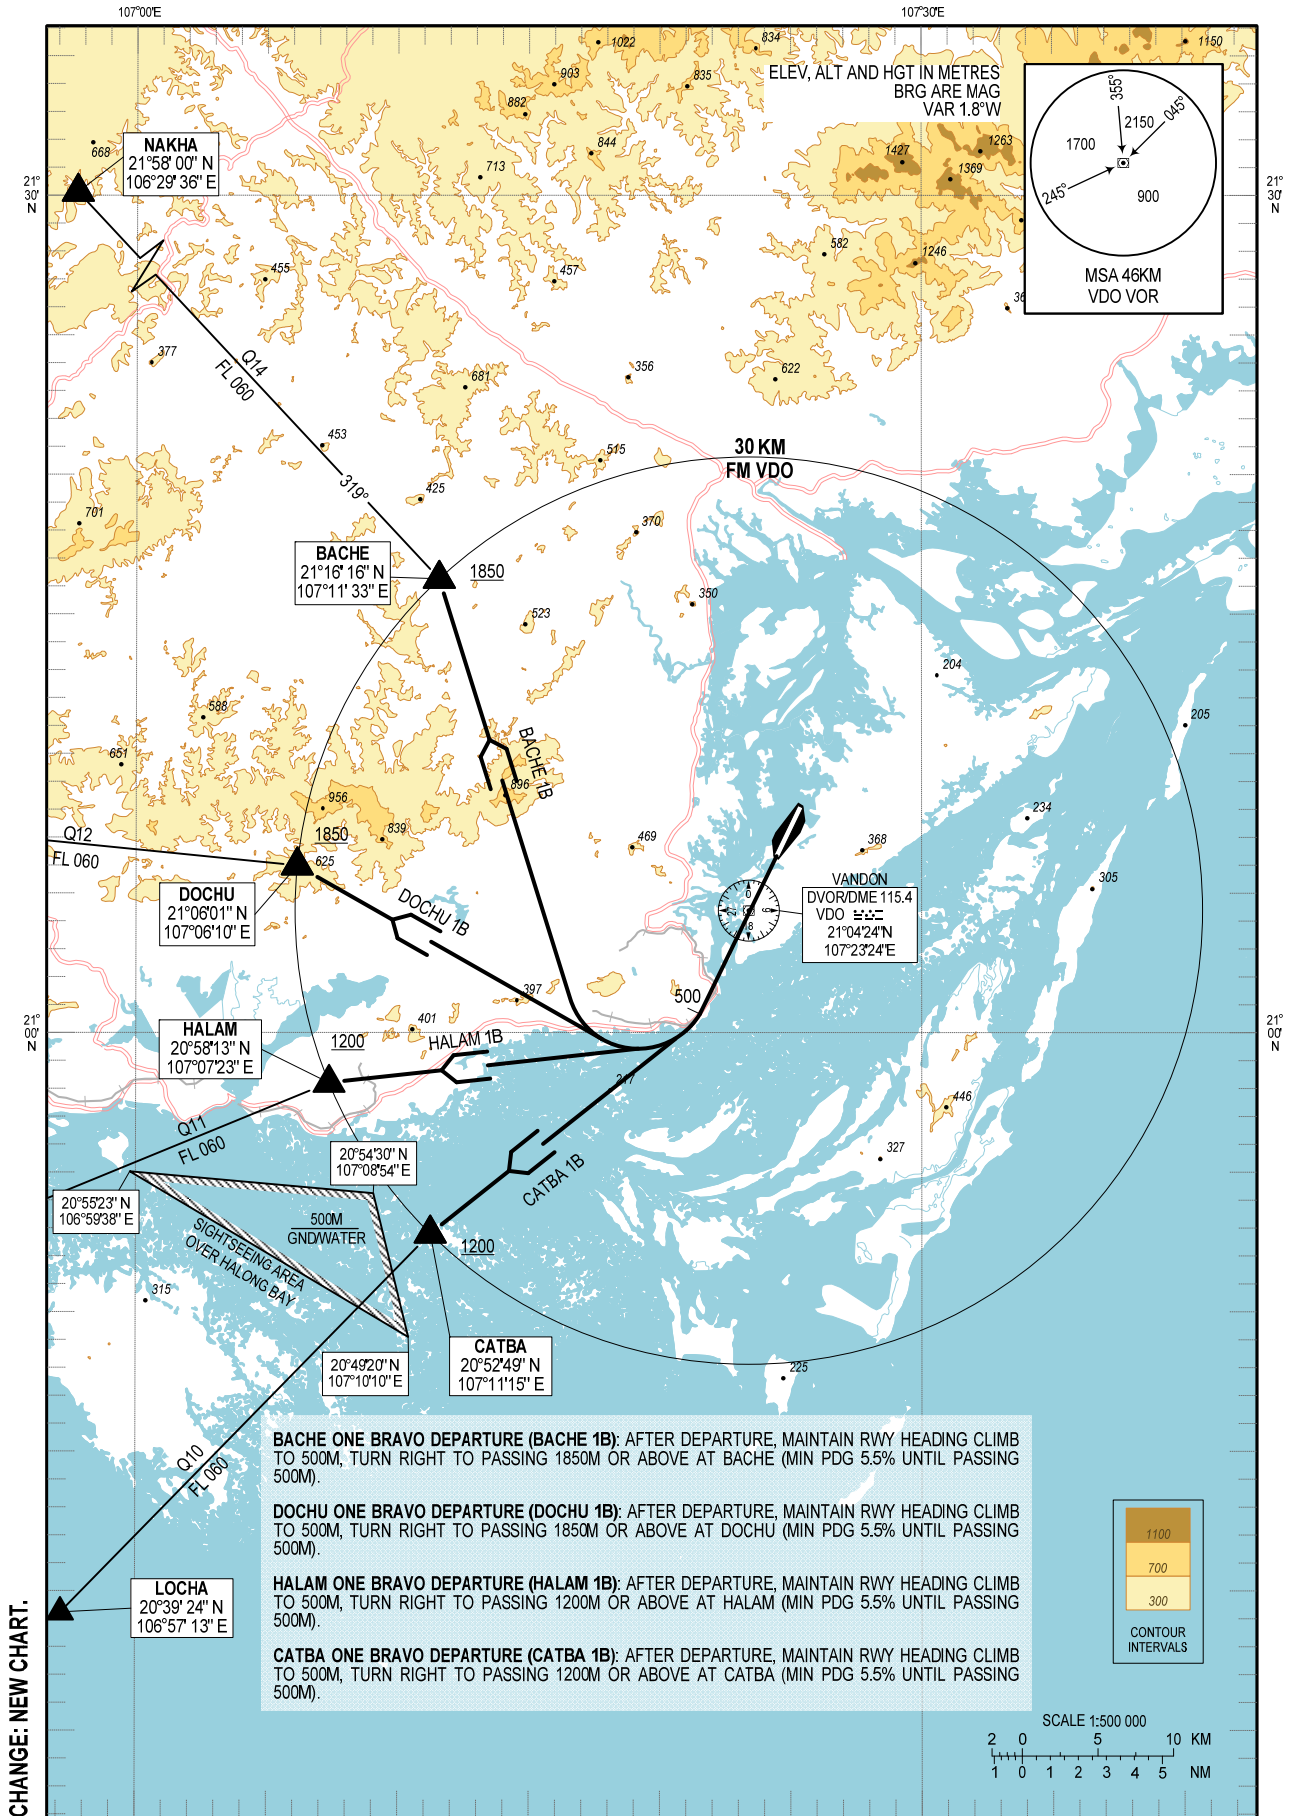 107°00'E
107°30'E
ELEV, ALT AND HGT IN METRES
BRG ARE MAG
VAR 1.8°W
355°
045°
245°
1700
2150
900
MSA 46KM
VDO VOR
21°
30'
N
21°
30'
N
1022
834
1150
903
835
882
844
713
668
1427
1263
1369
582
1246
455
457
377
356
622
681
453
515
425
701
370
350
523
204
205
588
651
956
896
839
625
469
368
234
305
397
401
446
327
315
225
NAKHA
21°58' 00" N
106°29' 36" E
Q14
FL 060
319°
30 KM
FM VDO
BACHE
21°16' 16" N
107°11' 33" E
1850
BACHE 1B
Q12
FL 060
1850
DOCHU
21°06'01" N
107°06'10" E
DOCHU 1B
VANDON
DVOR/DME 115.4
VDO
21°04'24"N
107°23'24"E
0
9
18
27
500
21°
00'
N
21°
00'
N
HALAM
20°58'13" N
107°07'23" E
1200
HALAM 1B
Q11
FL 060
20°54'30" N
107°08'54" E
20°55'23" N
106°59'38" E
500M
GND/WATER
SIGHTSEEING AREA
OVER HALONG BAY
CATBA 1B
1200
20°49'20" N
107°10'10" E
CATBA
20°52'49" N
107°11'15" E
Q10
FL 060
LOCHA
20°39' 24" N
106°57' 13" E
BACHE ONE BRAVO DEPARTURE (BACHE 1B): AFTER DEPARTURE, MAINTAIN RWY HEADING CLIMB
TO 500M, TURN RIGHT TO PASSING 1850M OR ABOVE AT BACHE (MIN PDG 5.5% UNTIL PASSING
500M).
DOCHU ONE BRAVO DEPARTURE (DOCHU 1B): AFTER DEPARTURE, MAINTAIN RWY HEADING CLIMB
TO 500M, TURN RIGHT TO PASSING 1850M OR ABOVE AT DOCHU (MIN PDG 5.5% UNTIL PASSING
500M).
HALAM ONE BRAVO DEPARTURE (HALAM 1B): AFTER DEPARTURE, MAINTAIN RWY HEADING CLIMB
TO 500M, TURN RIGHT TO PASSING 1200M OR ABOVE AT HALAM (MIN PDG 5.5% UNTIL PASSING
500M).
CATBA ONE BRAVO DEPARTURE (CATBA 1B): AFTER DEPARTURE, MAINTAIN RWY HEADING CLIMB
TO 500M, TURN RIGHT TO PASSING 1200M OR ABOVE AT CATBA (MIN PDG 5.5% UNTIL PASSING
500M).
1100
700
300
CONTOUR
INTERVALS
SCALE 1:500 000
2 0 5 10 KM
1 0 1 2 3 4 5 NM
CHANGE: NEW CHART.